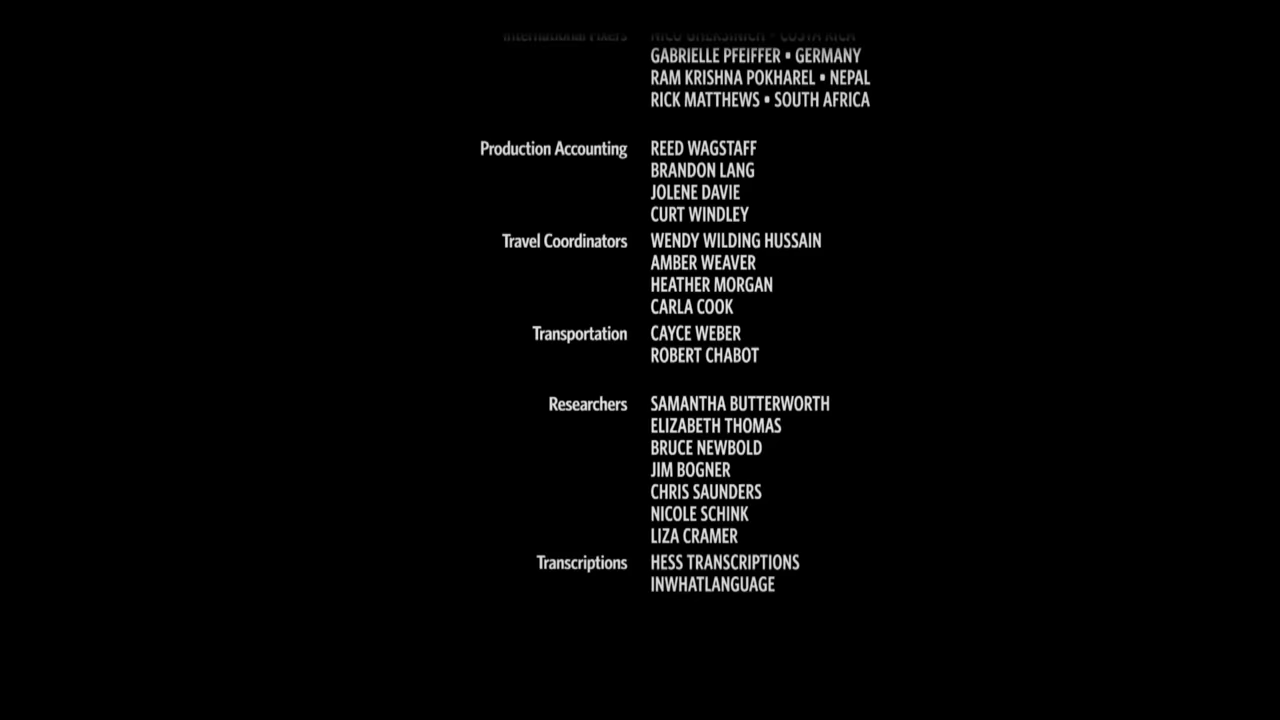 International Fixers
GABRIELLE PFEIFFER • GERMANY
RAM KRISHNA POKHAREL • NEPAL
RICK MATTHEWS • SOUTH AFRICA
Production Accounting REED WAGSTAFF
BRANDON LANG
JOLENE DAVIE
CURT WINDLEY
Travel Coordinators WENDY WILDING HUSSAIN
AMBER WEAVER
HEATHER MORGAN
CARLA COOK
Transportation CAYCE WEBER
ROBERT CHABOT
Researchers SAMANTHA BUTTERWORTH
ELIZABETH THOMAS
BRUCE NEWBOLD
JIM BOGNER
CHRIS SAUNDERS
NICOLE SCHINK
LIZA CRAMER
Transcriptions HESS TRANSCRIPTIONS
INWHATLANGUAGE